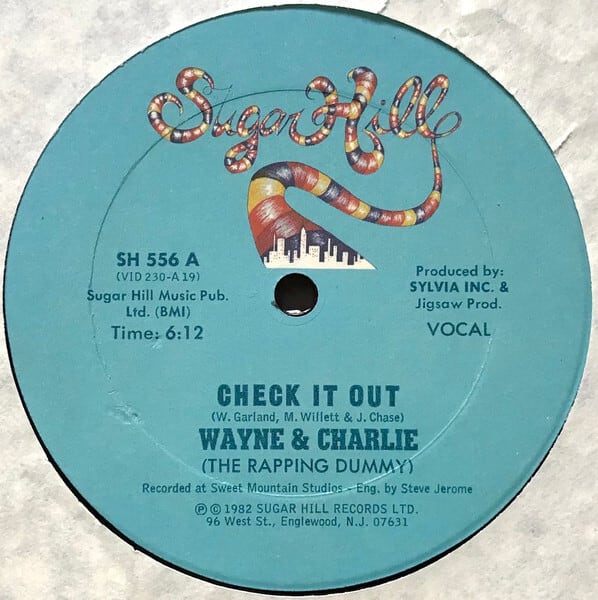 Sugar Hill
SH 556 A
(VID 230-A 19)
Sugar Hill Music Pub.
Ltd. (BMI)
Time: 6:12
Produced by:
SYLVIA INC. &
Jigsaw Prod.
VOCAL
CHECK IT OUT
(W. Garland, M. Willett & J. Chase)
WAYNE & CHARLIE
(THE RAPPING DUMMY)
Recorded at Sweet Mountain Studios - Eng. by Steve Jerome
℗ © 1982 SUGAR HILL RECORDS LTD.
96 West St., Englewood, N.J. 07631